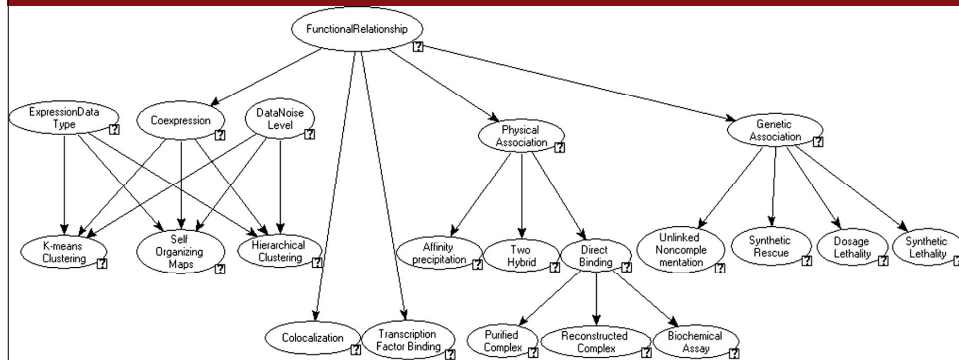 FunctionalRelationship
?
ExpressionData
Type
?
Coexpression
?
DataNoise
Level
?
Physical
Association
?
Genetic
Association
?
K-means
Clustering
?
Self
Organizing
Maps
?
Hierarchical
Clustering
?
Affinity
precipitation
?
Two
Hybrid
?
Direct
Binding
?
Unlinked
Noncomple
mentation
?
Synthetic
Rescue
?
Dosage
Lethality
?
Synthetic
Lethality
?
Colocalization
?
Transcription
Factor Binding
?
Purified
Complex
?
Reconstructed
Complex
?
Biochemical
Assay
?